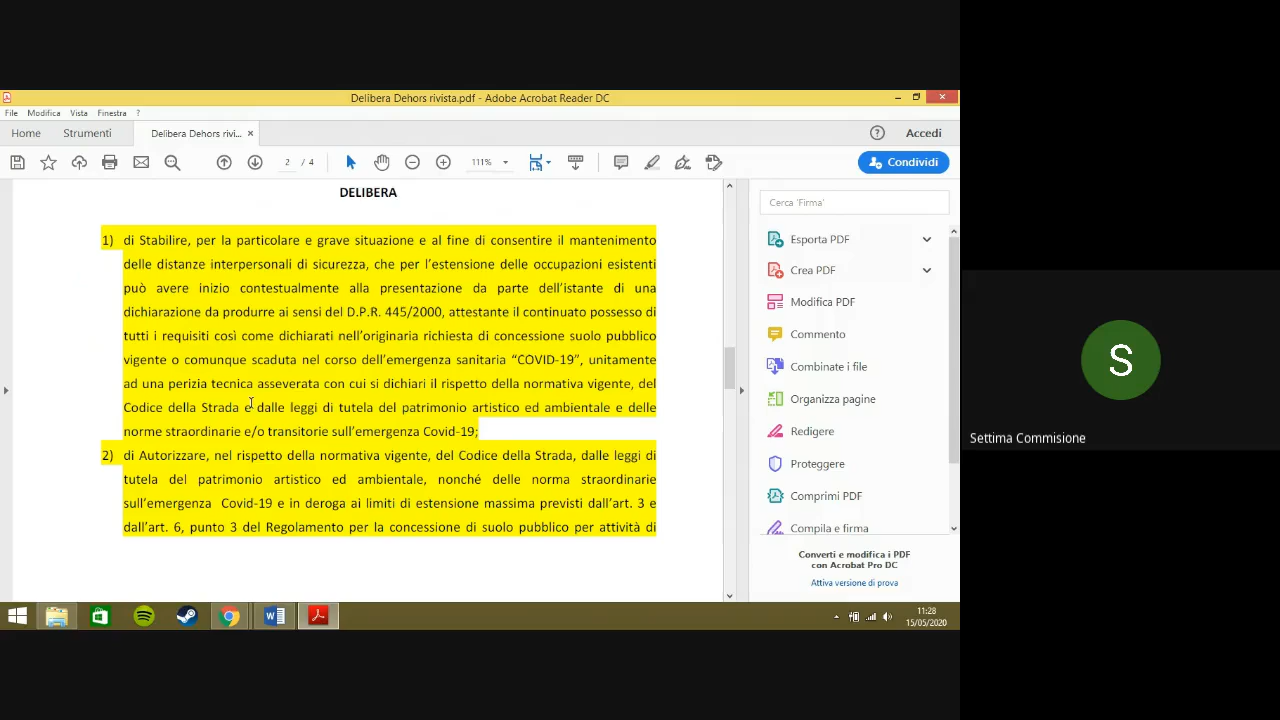 Delibera Dehors rivista.pdf - Adobe Acrobat Reader DC
File Modifica Vista Finestra ?
Home Strumenti Delibera Dehors rivi... × Accedi
2 / 4 111% Condividi
DELIBERA
1) di Stabilire, per la particolare e grave situazione e al fine di consentire il mantenimento
delle distanze interpersonali di sicurezza, che per l’estensione delle occupazioni esistenti
può avere inizio contestualmente alla presentazione da parte dell’istante di una
dichiarazione da produrre ai sensi del D.P.R. 445/2000, attestante il continuato possesso di
tutti i requisiti così come dichiarati nell’originaria richiesta di concessione suolo pubblico
vigente o comunque scaduta nel corso dell’emergenza sanitaria “COVID-19”, unitamente
ad una perizia tecnica asseverata con cui si dichiari il rispetto della normativa vigente, del
Codice della Strada e dalle leggi di tutela del patrimonio artistico ed ambientale e delle
norme straordinarie e/o transitorie sull’emergenza Covid-19;
2) di Autorizzare, nel rispetto della normativa vigente, del Codice della Strada, dalle leggi di
tutela del patrimonio artistico ed ambientale, nonché delle norma straordinarie
sull’emergenza Covid-19 e in deroga ai limiti di estensione massima previsti dall’art. 3 e
dall’art. 6, punto 3 del Regolamento per la concessione di suolo pubblico per attività di
Cerca 'Firma'
Esporta PDF
Crea PDF
Modifica PDF
Commento
Combinate i file
Organizza pagine
Redigere
Proteggere
Comprimi PDF
Compila e firma
Converti e modifica i PDF
con Acrobat Pro DC
Attiva versione di prova
11:28
15/05/2020
S
Settima Commisione